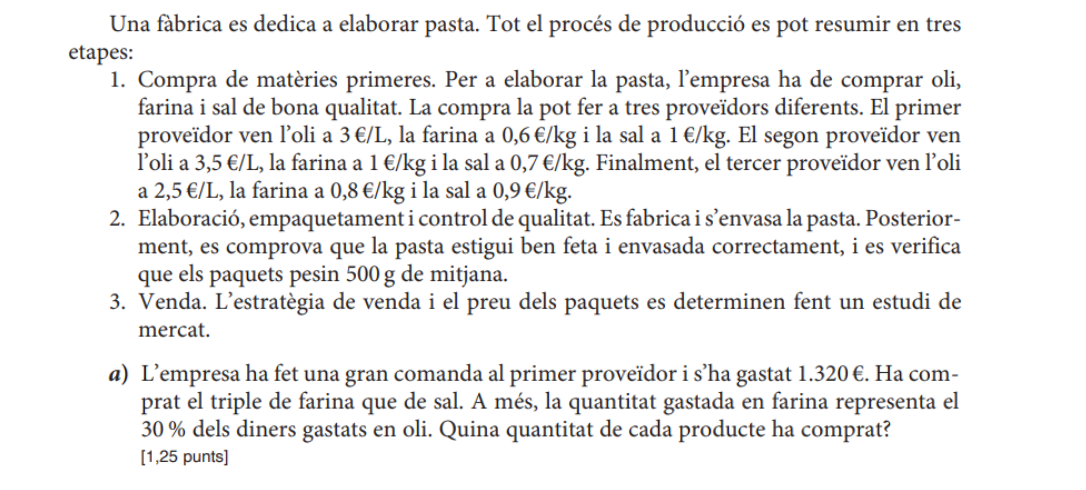 Una fàbrica es dedica a elaborar pasta. Tot el procés de producció es pot resumir en tres
etapes:
1. Compra de matèries primeres. Per a elaborar la pasta, l’empresa ha de comprar oli,
farina i sal de bona qualitat. La compra la pot fer a tres proveïdors diferents. El primer
proveïdor ven l’oli a 3 €/L, la farina a 0,6 €/kg i la sal a 1 €/kg. El segon proveïdor ven
l’oli a 3,5 €/L, la farina a 1 €/kg i la sal a 0,7 €/kg. Finalment, el tercer proveïdor ven l’oli
a 2,5 €/L, la farina a 0,8 €/kg i la sal a 0,9 €/kg.
2. Elaboració, empaquetament i control de qualitat. Es fabrica i s’envasa la pasta. Posterior-
ment, es comprova que la pasta estigui ben feta i envasada correctament, i es verifica
que els paquets pesin 500 g de mitjana.
3. Venda. L’estratègia de venda i el preu dels paquets es determinen fent un estudi de
mercat.
a) L’empresa ha fet una gran comanda al primer proveïdor i s’ha gastat 1.320 €. Ha com-
prat el triple de farina que de sal. A més, la quantitat gastada en farina representa el
30 % dels diners gastats en oli. Quina quantitat de cada producte ha comprat?
[1,25 punts]